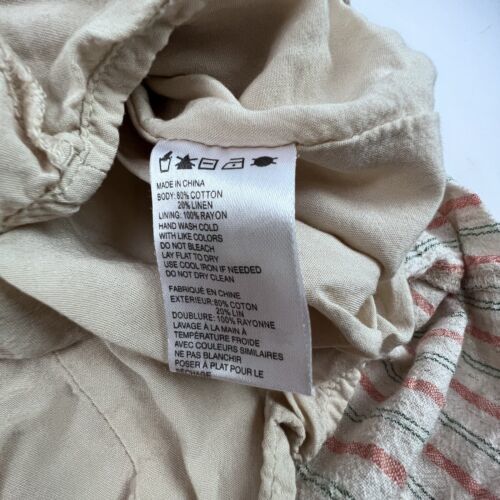 MADE IN CHINA
BODY: 80% COTTON
20% LINEN
LINING: 100% RAYON
HAND WASH COLD
WITH LIKE COLORS
DO NOT BLEACH
LAY FLAT TO DRY
USE COOL IRON IF NEEDED
DO NOT DRY CLEAN
FABRIQUÉ EN CHINE
EXTERIEUR: 80% COTON
20% LIN
DOUBLURE: 100% RAYONNE
LAVAGE À LA MAIN À
TEMPÉRATURE FROIDE
AVEC COULEURS SIMILAIRES
NE PAS BLANCHIR
POSER À PLAT POUR LE